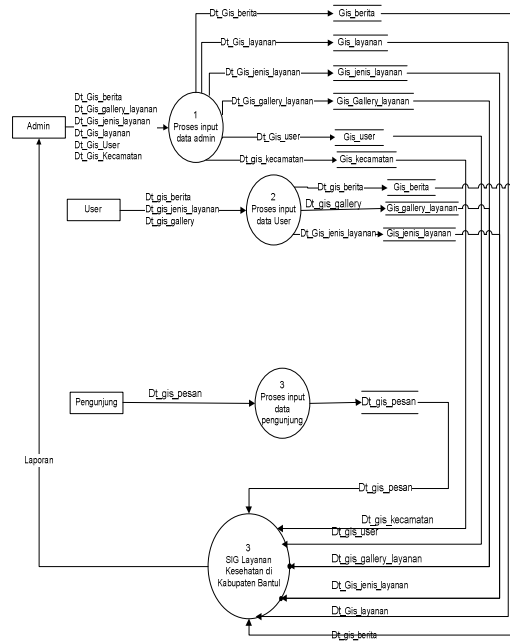 Dt_Gis_berita
Gis_berita
Dt_Gis_layanan
Gis_layanan
Dt_Gis_jenis_layanan
Gis_jenis_layanan
Dt_Gis_gallery_layanan
Gis_Gallery_layanan
Dt_Gis_user
Gis_user
Dt_gis_kecamatan
Gis_kecamatan
Admin
Dt_Gis_berita
Dt_Gis_gallery_layanan
Dt_Gis_jenis_layanan
Dt_Gis_layanan
Dt_Gis_User
Dt_Gis_Kecamatan
1
Proses input
data admin
User
Dt_gis_berita
Dt_gis_jenis_layanan
Dt_gis_gallery
2
Proses input
data User
Dt_gis_berita
Gis_berita
Dt_gis_gallery
Gis_gallery_layanan
Dt_Gis_jenis_layanan
Gis_jenis_layanan
Pengunjung
Dt_gis_pesan
3
Proses input
data
pengunjung
Dt_gis_pesan
Laporan
Dt_gis_pesan
Dt_gis_kecamatan
Dt_gis_user
Dt_gis_gallery_layanan
Dt_Gis_jenis_layanan
Dt_Gis_layanan
Dt_gis_berita
3
SIG Layanan
Kesehatan di
Kabupaten Bantul